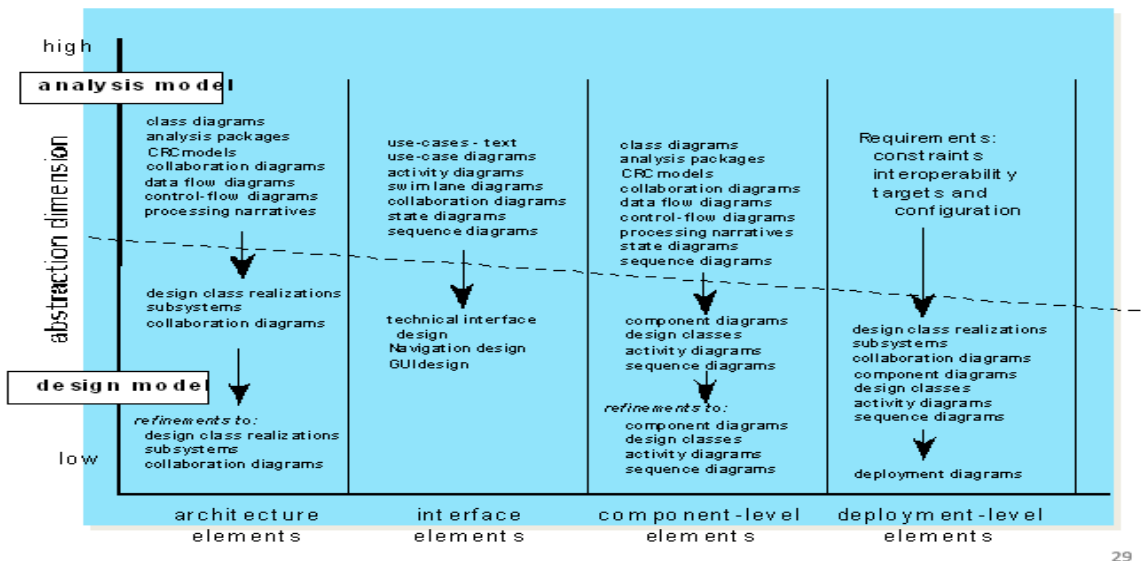 high
analysis model
abstraction dimension
design model
low
class diagrams
analysis packages
CRC models
collaboration diagrams
data flow diagrams
control-flow diagrams
processing narratives
design class realizations
subsystems
collaboration diagrams
refinements to:
design class realizations
subsystems
collaboration diagrams
architecture
elements
use-cases - text
use-case diagrams
activity diagrams
swim lane diagrams
collaboration diagrams
state diagrams
sequence diagrams
technical interface
design
Navigation design
GUI design
interface
elements
class diagrams
analysis packages
CRC models
collaboration diagrams
data flow diagrams
control-flow diagrams
processing narratives
state diagrams
sequence diagrams
component diagrams
design classes
activity diagrams
sequence diagrams
refinements to:
component diagrams
design classes
activity diagrams
sequence diagrams
component-level
elements
Requirements:
constraints
interoperability
targets and
configuration
design class realizations
subsystems
collaboration diagrams
component diagrams
design classes
activity diagrams
sequence diagrams
deployment diagrams
deployment-level
elements
29